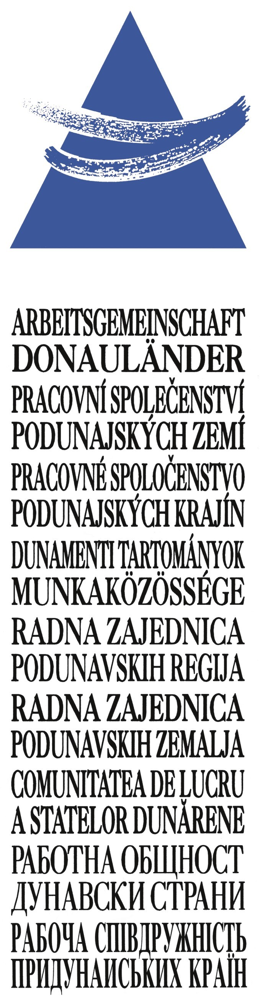 ARBEITSGEMEINSCHAFT
DONAULÄNDER
PRACOVNÍ SPOLEČENSTVÍ
PODUNAJSKÝCH ZEMÍ
PRACOVNÉ SPOLOČENSTVO
PODUNAJSKÝCH KRAJÍN
DUNAMENTI TARTOMÁNYOK
MUNKAKÖZÖSSÉGE
RADNA ZAJEDNICA
PODUNAVSKIH REGIJA
RADNA ZAJEDNICA
PODUNAVSKIH ZEMALJA
COMUNITATEA DE LUCRU
A STATELOR DUNĂRENE
РАБОТНА ОБЩНОСТ
ДУНАВСКИ СТРАНИ
РАБОЧА СПІВДРУЖНІСТЬ
ПРИДУНАИСЬКИХ КРАЇН